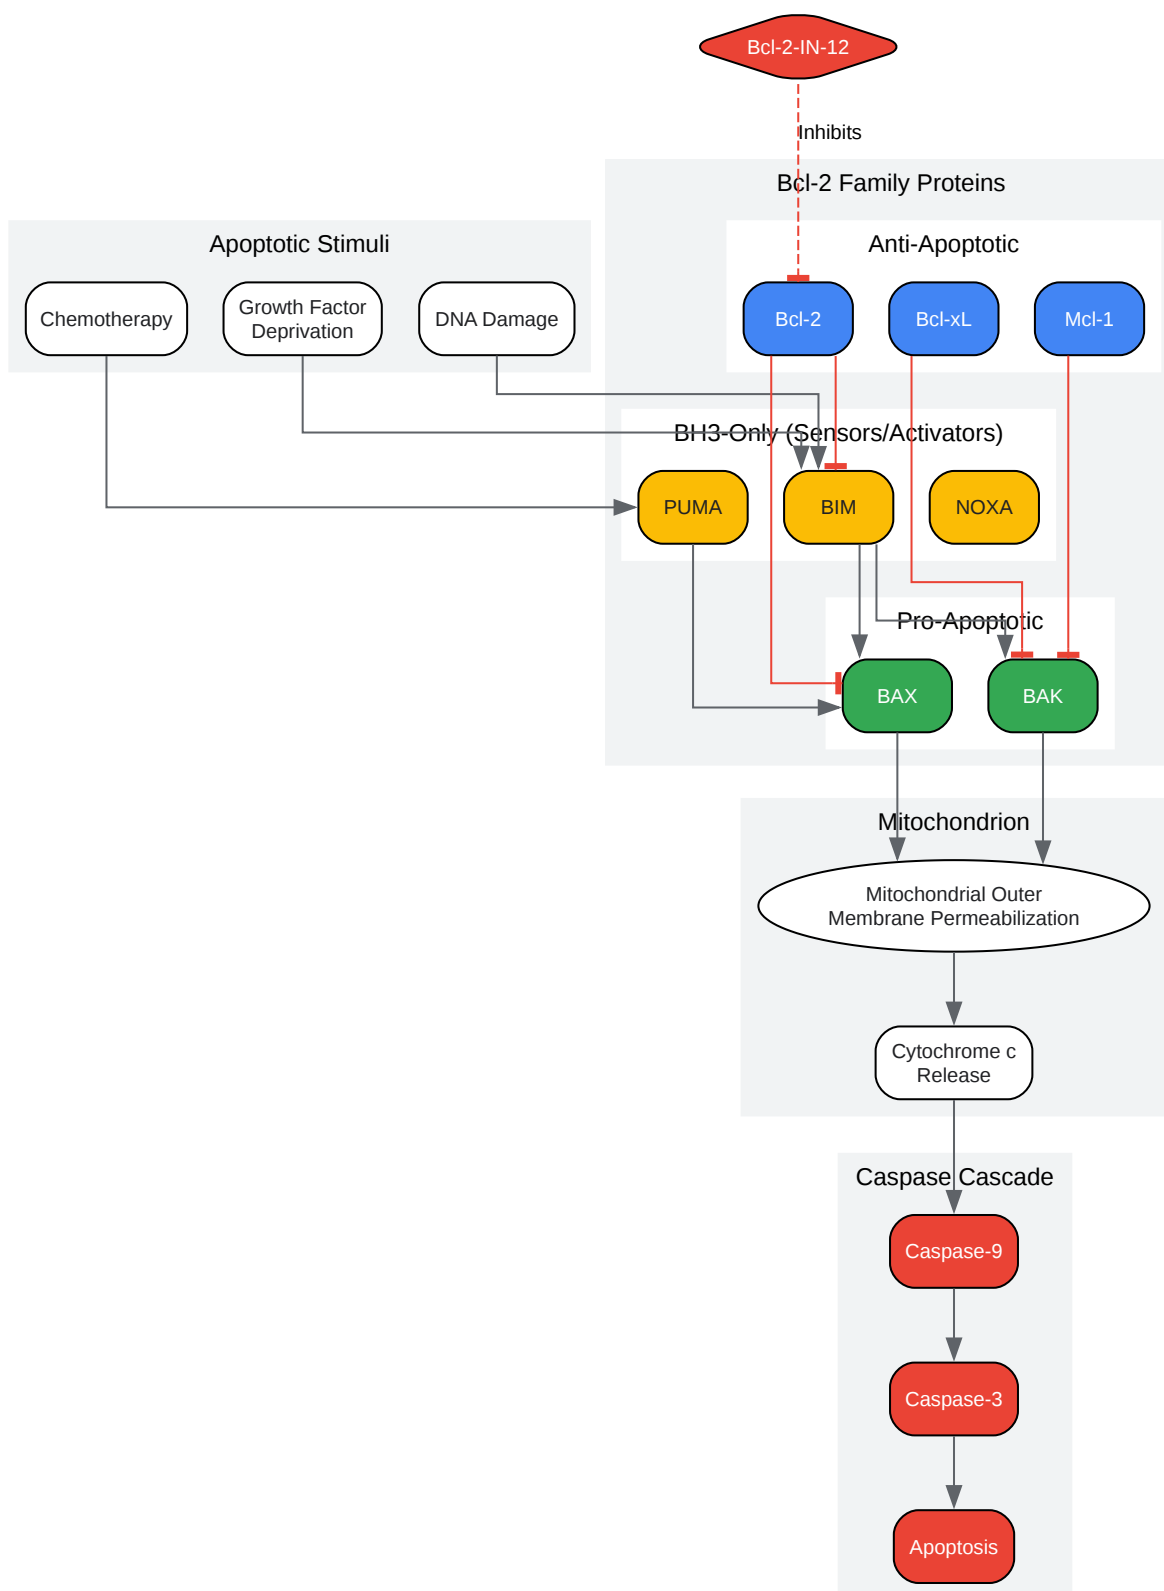 Bcl-2-IN-12
Inhibits
Bcl-2 Family Proteins
Apoptotic Stimuli
Anti-Apoptotic
Chemotherapy
Growth Factor
Deprivation
DNA Damage
Bcl-2
Bcl-xL
Mcl-1
BH3-Only (Sensors/Activators)
PUMA
BIM
NOXA
Pro-Apoptotic
BAX
BAK
Mitochondrion
Mitochondrial Outer
Membrane Permeabilization
Cytochrome c
Release
Caspase Cascade
Caspase-9
Caspase-3
Apoptosis